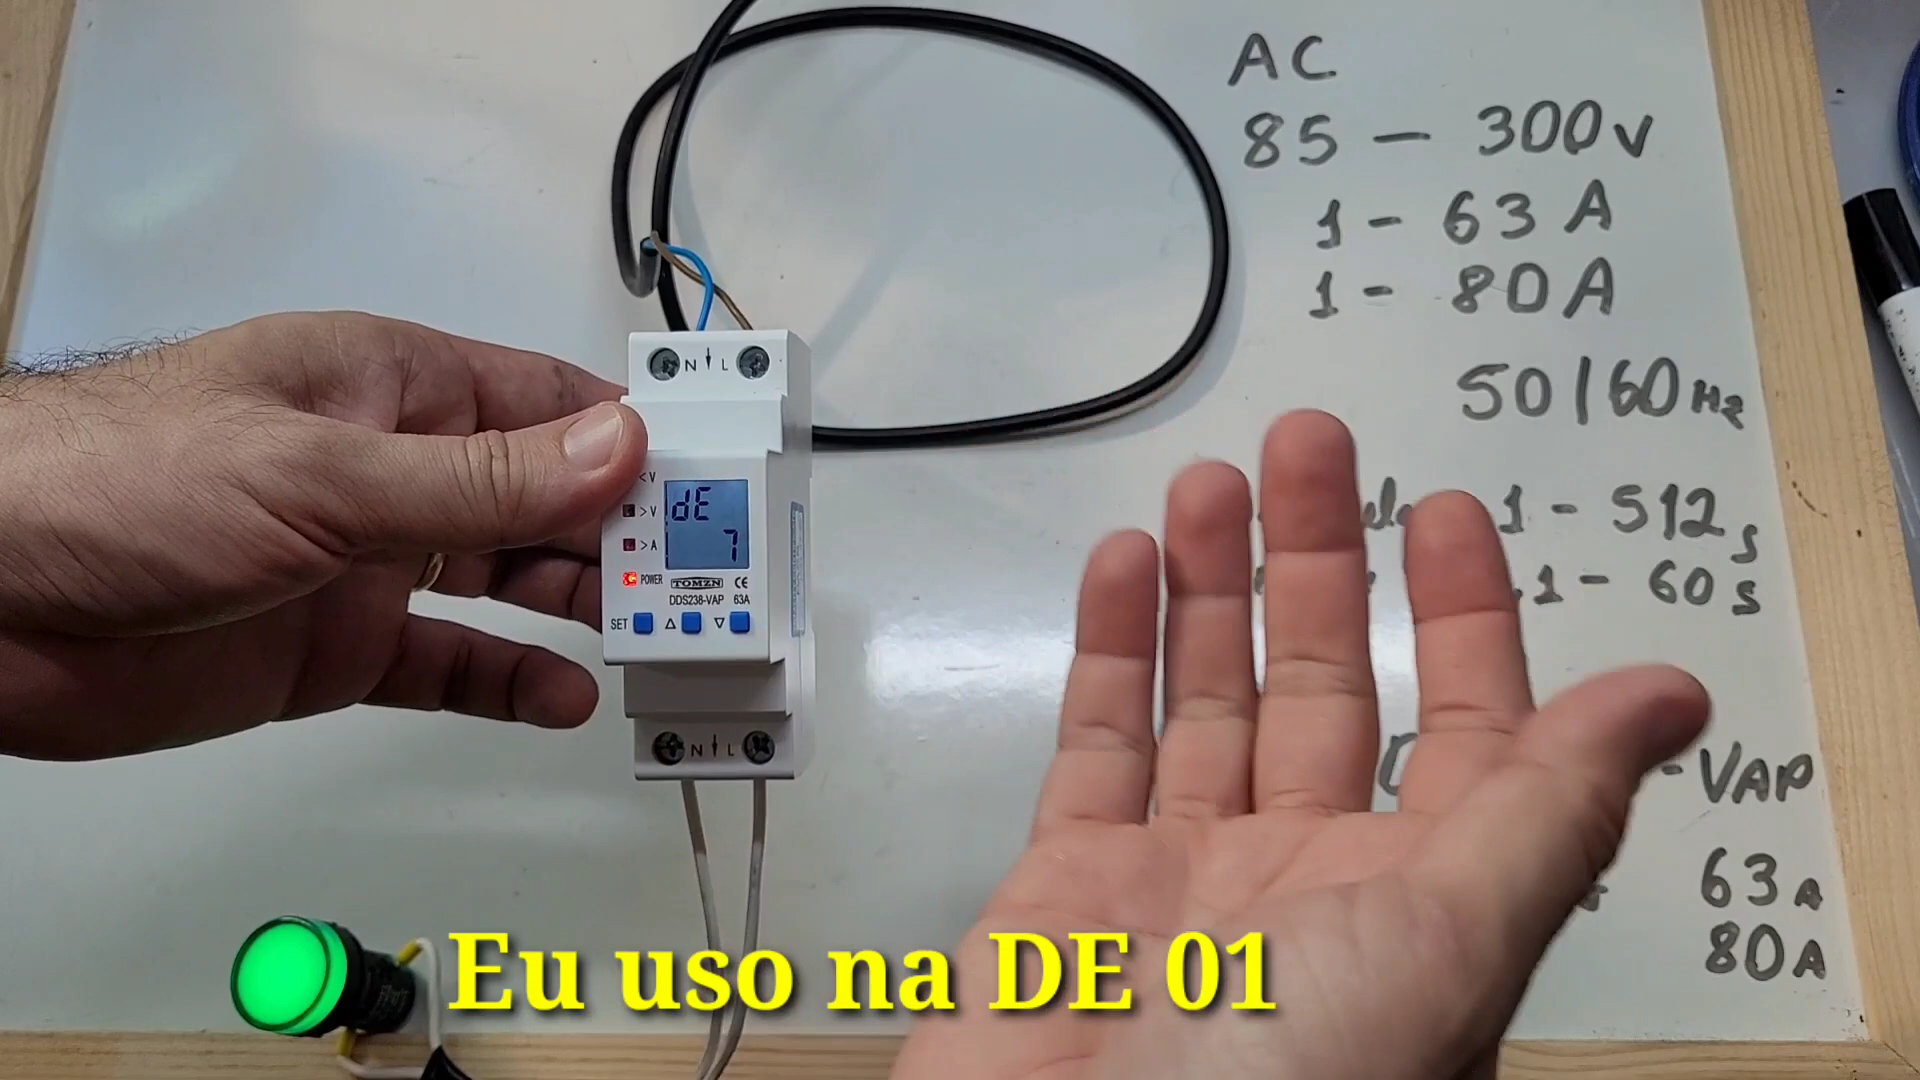 AC
85 - 300V
1 - 63A
1 - 80A
50/60Hz
1 - 512s
.1 - 60s
-VAP
63A
80A
N L
<V
>V
>A
dE
7
POWER
TOMZN CE
DDS238-VAP 63A
SET
N L
Eu uso na DE 01